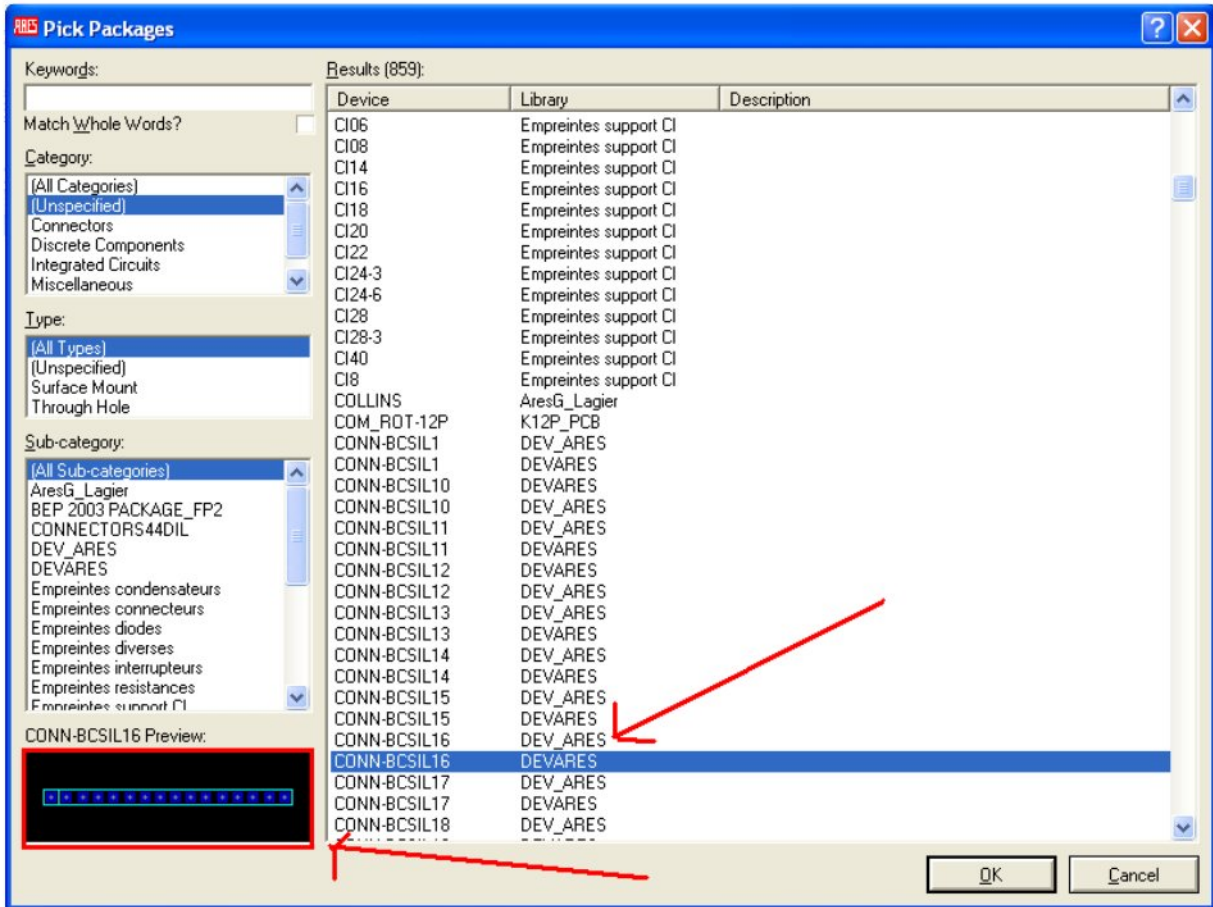 ARES Pick Packages
Keywords:
Match Whole Words?
Category:
(All Categories)
(Unspecified)
Connectors
Discrete Components
Integrated Circuits
Miscellaneous
Type:
(All Types)
(Unspecified)
Surface Mount
Through Hole
Sub-category:
(All Sub-categories)
AresG_Lagier
BEP 2003 PACKAGE_FP2
CONNECTORS44DIL
DEV_ARES
DEVARES
Empreintes condensateurs
Empreintes connecteurs
Empreintes diodes
Empreintes diverses
Empreintes interrupteurs
Empreintes resistances
Empreintes support CI
CONN-BCSIL16 Preview:
Results (859):
Device Library Description
CI06 Empreintes support CI
CI08 Empreintes support CI
CI14 Empreintes support CI
CI16 Empreintes support CI
CI18 Empreintes support CI
CI20 Empreintes support CI
CI22 Empreintes support CI
CI24-3 Empreintes support CI
CI24-6 Empreintes support CI
CI28 Empreintes support CI
CI28-3 Empreintes support CI
CI40 Empreintes support CI
CI8 Empreintes support CI
COLLINS AresG_Lagier
COM_ROT-12P K12P_PCB
CONN-BCSIL1 DEV_ARES
CONN-BCSIL1 DEVARES
CONN-BCSIL10 DEVARES
CONN-BCSIL10 DEV_ARES
CONN-BCSIL11 DEV_ARES
CONN-BCSIL11 DEVARES
CONN-BCSIL12 DEVARES
CONN-BCSIL12 DEV_ARES
CONN-BCSIL13 DEV_ARES
CONN-BCSIL13 DEVARES
CONN-BCSIL14 DEV_ARES
CONN-BCSIL14 DEVARES
CONN-BCSIL15 DEV_ARES
CONN-BCSIL15 DEVARES
CONN-BCSIL16 DEV_ARES
CONN-BCSIL16 DEVARES
CONN-BCSIL17 DEV_ARES
CONN-BCSIL17 DEVARES
CONN-BCSIL18 DEV_ARES
OK
Cancel